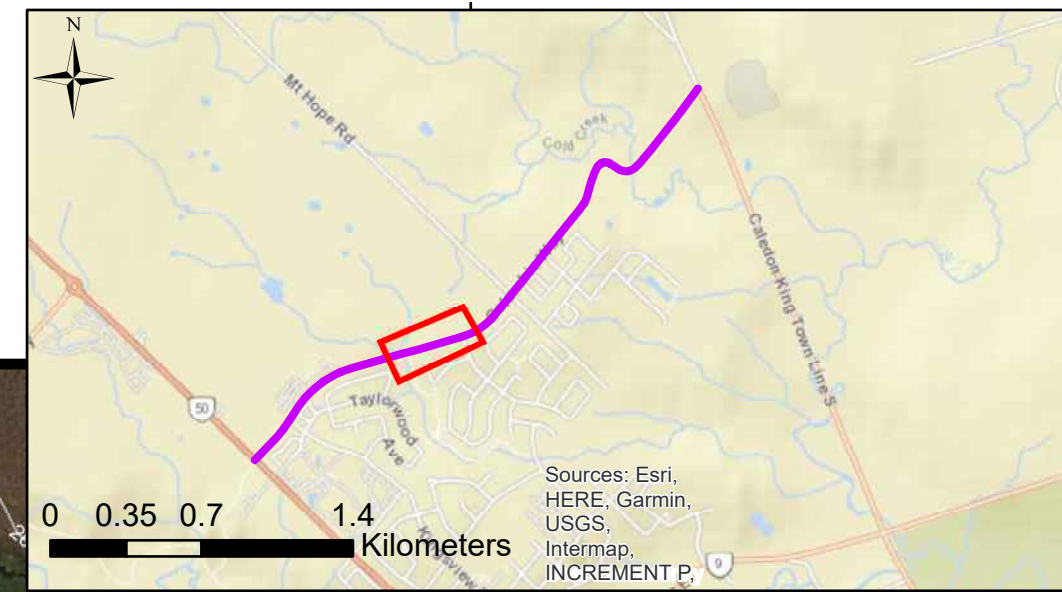 N
Mt Hope Rd
Cold Creek
Caledon King Town Line S
50
Taylorwood
Ave
Sources: Esri,
HERE, Garmin,
USGS,
Intermap,
INCREMENT P,
0 0.35 0.7 1.4
Kilometers
9